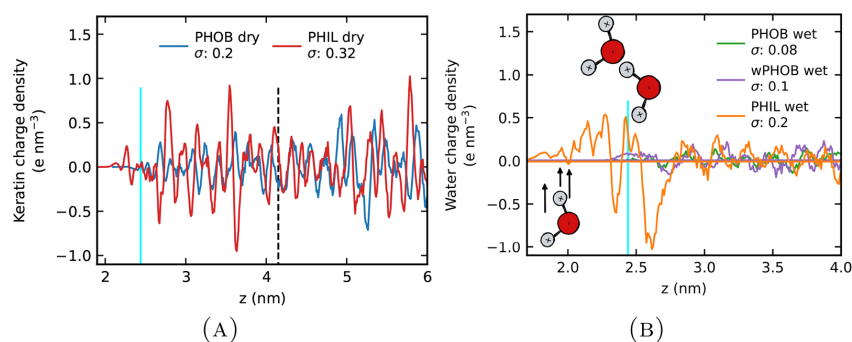 PHOB dry
σ: 0.2
PHIL dry
σ: 0.32
1.5
1.0
0.5
0.0
−0.5
−1.0
Keratin charge density
(e nm⁻³)
2
3
4
5
6
z (nm)
(A)
PHOB wet
σ: 0.08
wPHOB wet
σ: 0.1
PHIL wet
σ: 0.2
1.5
1.0
0.5
0.0
−0.5
−1.0
Water charge density
(e nm⁻³)
2.0
2.5
3.0
3.5
4.0
z (nm)
(B)